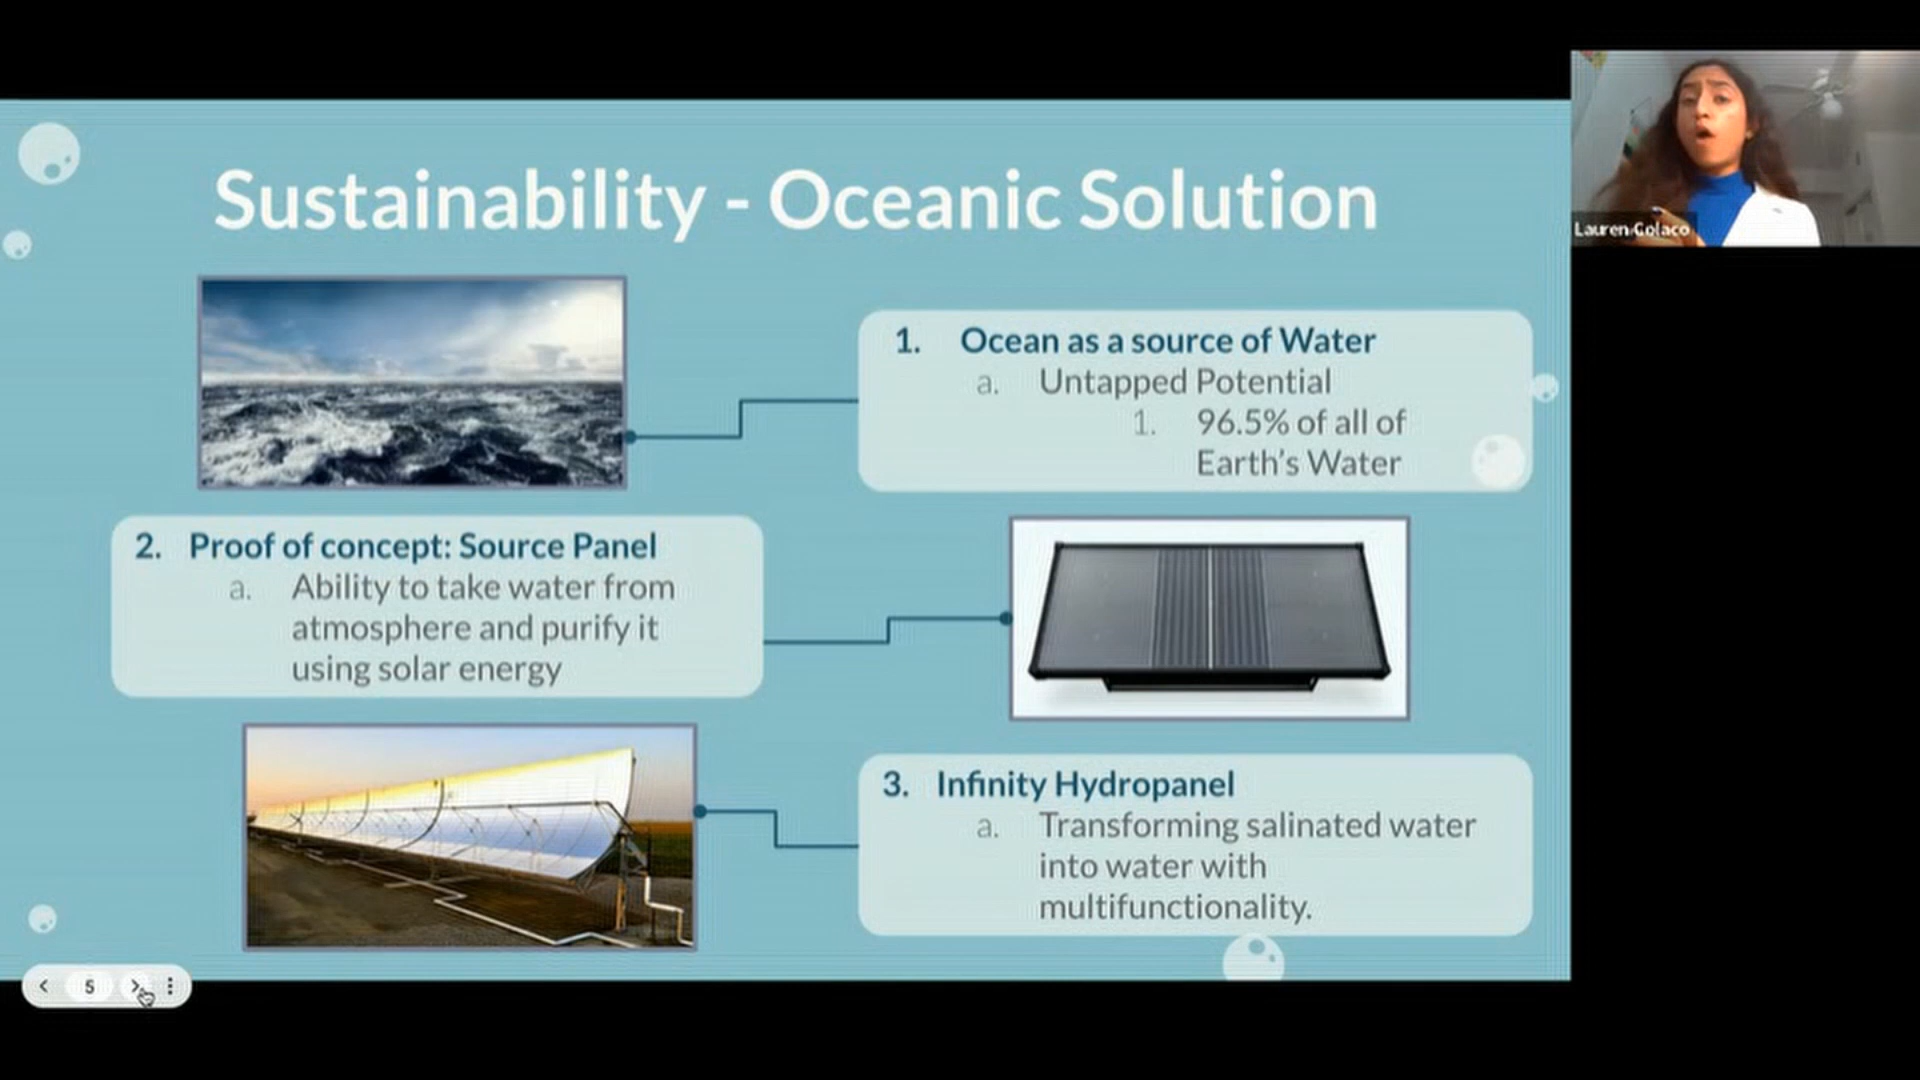 Sustainability - Oceanic Solution
1. Ocean as a source of Water
a. Untapped Potential
1. 96.5% of all of
Earth's Water
2. Proof of concept: Source Panel
a. Ability to take water from
atmosphere and purify it
using solar energy
3. Infinity Hydropanel
a. Transforming salinated water
into water with
multifunctionality.
Lauren Colaco
5